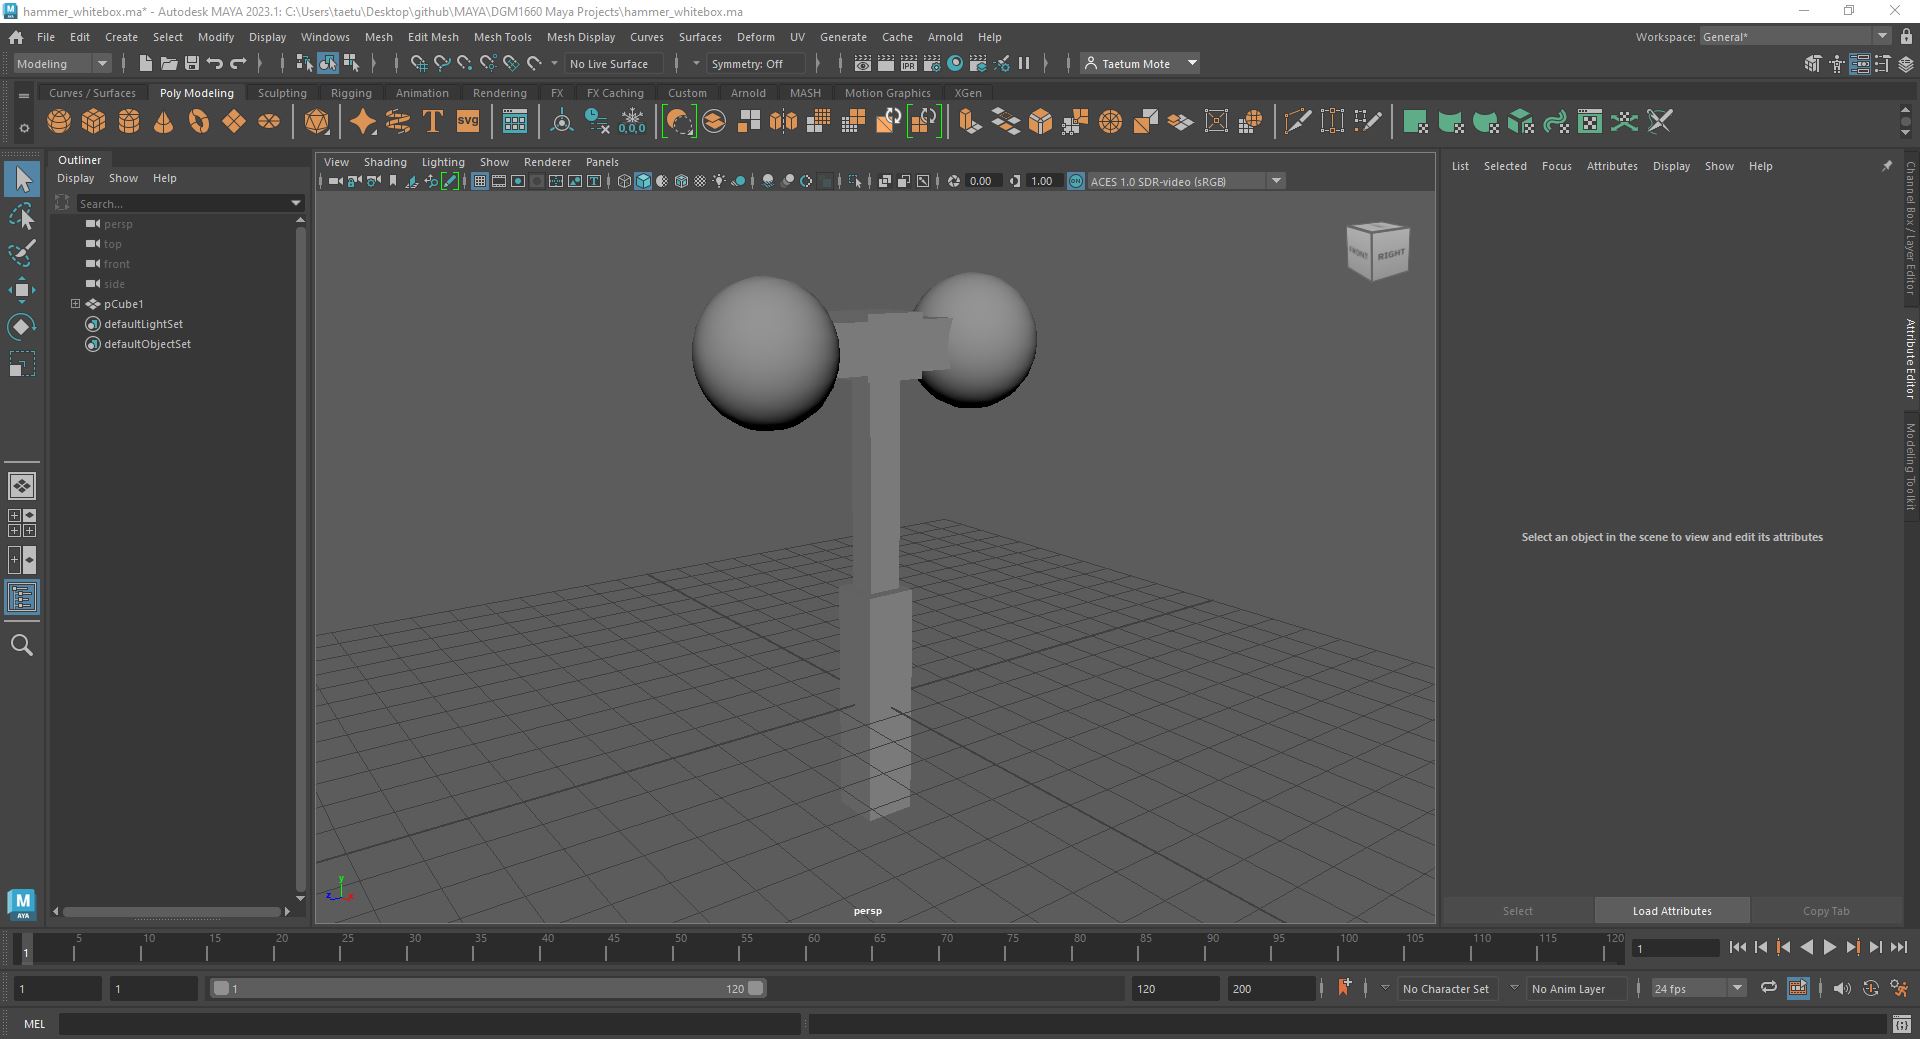 hammer_whitebox.ma* - Autodesk MAYA 2023.1: C:\Users\taetu\Desktop\github\MAYA\DGM1660 Maya Projects\hammer_whitebox.ma
File Edit Create Select Modify Display Windows Mesh Edit Mesh Mesh Tools Mesh Display Curves Surfaces Deform UV Generate Cache Arnold Help
Workspace: General*
Modeling
No Live Surface
Symmetry: Off
IPR
Taetum Mote
Curves / Surfaces Poly Modeling Sculpting Rigging Animation Rendering FX FX Caching Custom Arnold MASH Motion Graphics XGen
T
SVG
0,0,0
Outliner
Display Show Help
Search...
persp
top
front
side
pCube1
defaultLightSet
defaultObjectSet
View Shading Lighting Show Renderer Panels
0.00
1.00
ON
ACES 1.0 SDR-video (sRGB)
FRONT
RIGHT
y
z
x
persp
List Selected Focus Attributes Display Show Help
Select an object in the scene to view and edit its attributes
Select
Load Attributes
Copy Tab
Channel Box / Layer Editor
Attribute Editor
Modeling Toolkit
M
AYA
1
5 10 15 20 25 30 35 40 45 50 55 60 65 70 75 80 85 90 95 100 105 110 115 120
1
1
1
1
120
120
200
No Character Set
No Anim Layer
24 fps
MEL